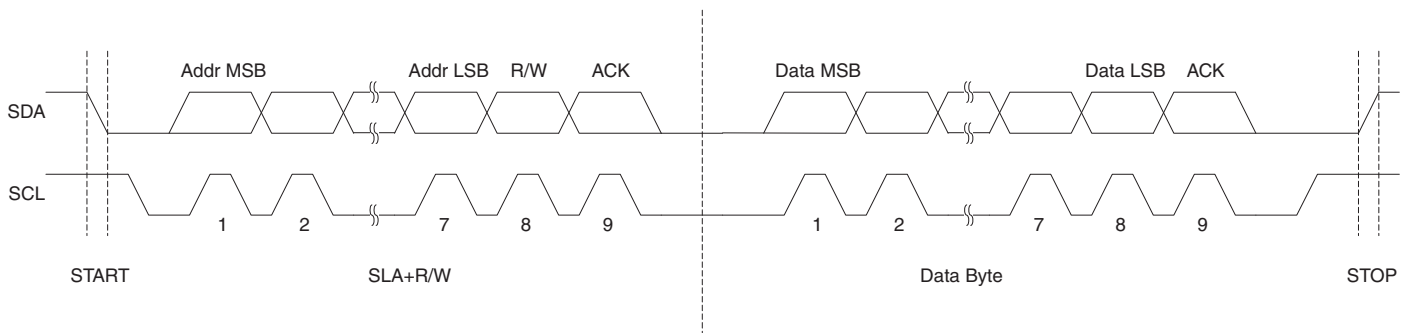 Addr MSB Addr LSB R/W ACK Data MSB Data LSB ACK
SDA
SCL
1 2 7 8 9 1 2 7 8 9
START SLA+R/W Data Byte STOP